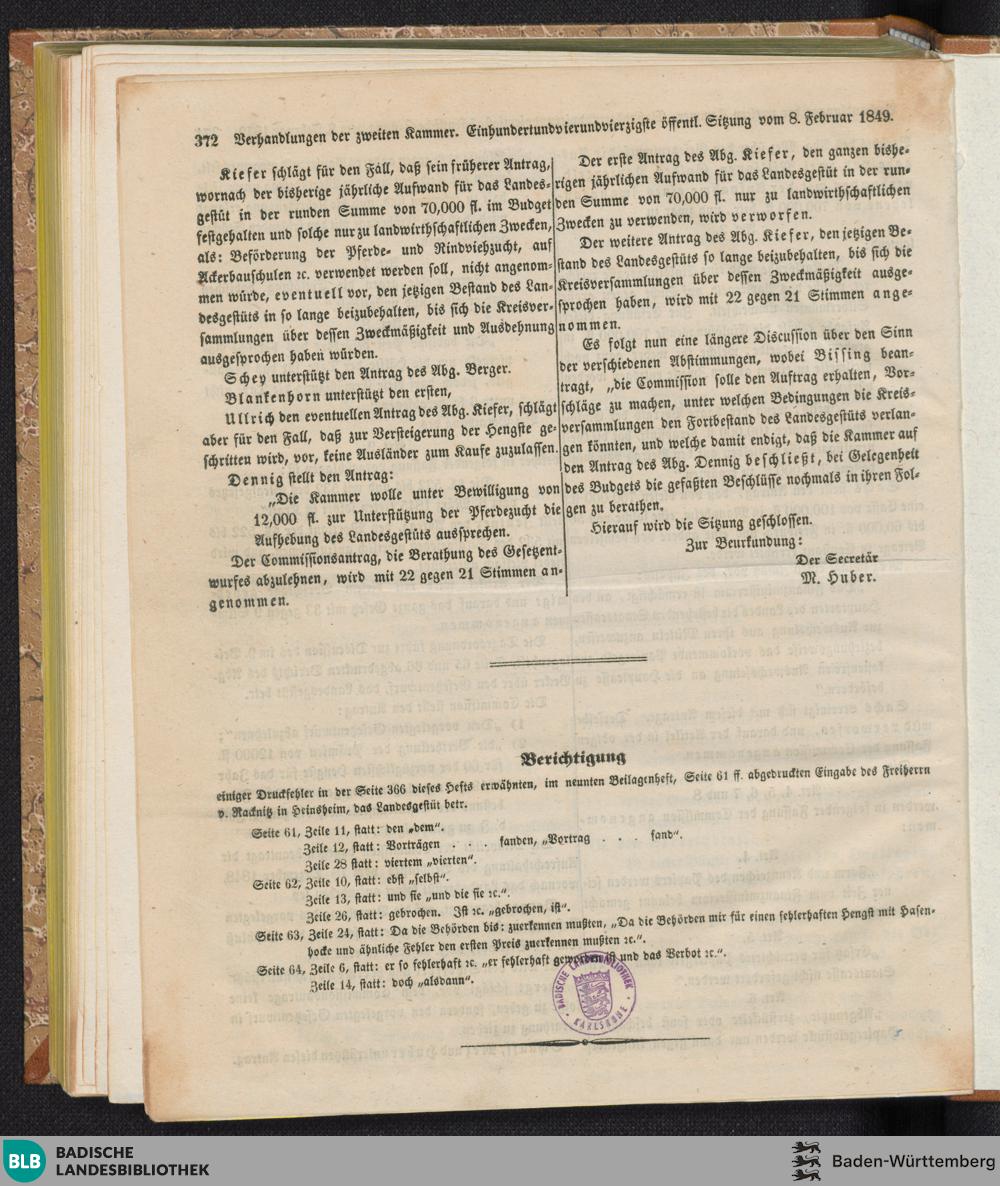 372 Verhandlungen der zweiten Kammer. Einhundertundvierundvierzigste öffentl. Sitzung vom 8. Februar 1849.
Kiefer schlägt für den Fall, daß sein früherer Antrag,
wornach der bisherige jährliche Aufwand für das Landes-
gestüt in der runden Summe von 70,000 fl. im Budget
festgehalten und solche nur zu landwirthschaftlichen Zwecken,
als: Beförderung der Pferde- und Rindviehzucht, auf
Ackerbauschulen ꝛc. verwendet werden soll, nicht angenom-
men würde, eventuell vor, den jetzigen Bestand des Lan-
desgestüts in so lange beizubehalten, bis sich die Kreisver-
sammlungen über dessen Zweckmäßigkeit und Ausdehnung
ausgesprochen haben würden.
Schey unterstützt den Antrag des Abg. Berger.
Blankenhorn unterstützt den ersten,
Ullrich den eventuellen Antrag des Abg. Kiefer, schlägt
aber für den Fall, daß zur Versteigerung der Hengste ge-
schritten wird, vor, keine Ausländer zum Kaufe zuzulassen.
Dennig stellt den Antrag:
„Die Kammer wolle unter Bewilligung von
12,000 fl. zur Unterstützung der Pferdezucht die
Aufhebung des Landesgestüts aussprechen.
Der Commissionsantrag, die Berathung des Gesetzent-
wurfes abzulehnen, wird mit 22 gegen 21 Stimmen an-
genommen.
Der erste Antrag des Abg. Kiefer, den ganzen bishe-
rigen jährlichen Aufwand für das Landesgestüt in der run-
den Summe von 70,000 fl. nur zu landwirthschaftlichen
Zwecken zu verwenden, wird verworfen.
Der weitere Antrag des Abg. Kiefer, den jetzigen Be-
stand des Landesgestüts so lange beizubehalten, bis sich die
Kreisversammlungen über dessen Zweckmäßigkeit ausge-
sprochen haben, wird mit 22 gegen 21 Stimmen ange-
nommen.
Es folgt nun eine längere Discussion über den Sinn
der verschiedenen Abstimmungen, wobei Bissing bean-
tragt, „die Commission solle den Auftrag erhalten, Vor-
schläge zu machen, unter welchen Bedingungen die Kreis-
versammlungen den Fortbestand des Landesgestüts verlan-
gen könnten, und welche damit endigt, daß die Kammer auf
den Antrag des Abg. Dennig beschließt, bei Gelegenheit
des Budgets die gefaßten Beschlüsse nochmals in ihren Fol-
gen zu berathen.
Hierauf wird die Sitzung geschlossen.
Zur Beurkundung:
Der Secretär
M. Huber.
Berichtigung
einiger Druckfehler in der Seite 366 dieses Hefts erwähnten, im neunten Beilagenheft, Seite 61 ff. abgedruckten Eingabe des Freiherrn
v. Racknitz in Heinsheim, das Landesgestüt betr.
Seite 61, Zeile 11, statt: den „dem“.
Zeile 12, statt: Vorträgen . . . fanden, „Vortrag . . . fand“.
Zeile 28 statt: viertem „vierten“.
Seite 62, Zeile 10, statt: ebst „selbst“.
Zeile 13, statt: und sie „und die sie ꝛc.“.
Zeile 26, statt: gebrochen. Ist ꝛc. „gebrochen, ist“.
Seite 63, Zeile 24, statt: Da die Behörden bis: zuerkennen mußten, „Da die Behörden mir für einen fehlerhaften Hengst mit Hasen-
hocke und ähnliche Fehler den ersten Preis zuerkennen mußten ꝛc.“.
Seite 64, Zeile 6, statt: er so fehlerhaft ꝛc. „er fehlerhaft geworden ist und das Verbot ꝛc.“.
Zeile 14, statt: doch „alsdann“.
BADISCHE LANDESBIBLIOTHEK
KARLSRUHE
BLB BADISCHE
LANDESBIBLIOTHEK
Baden-Württemberg